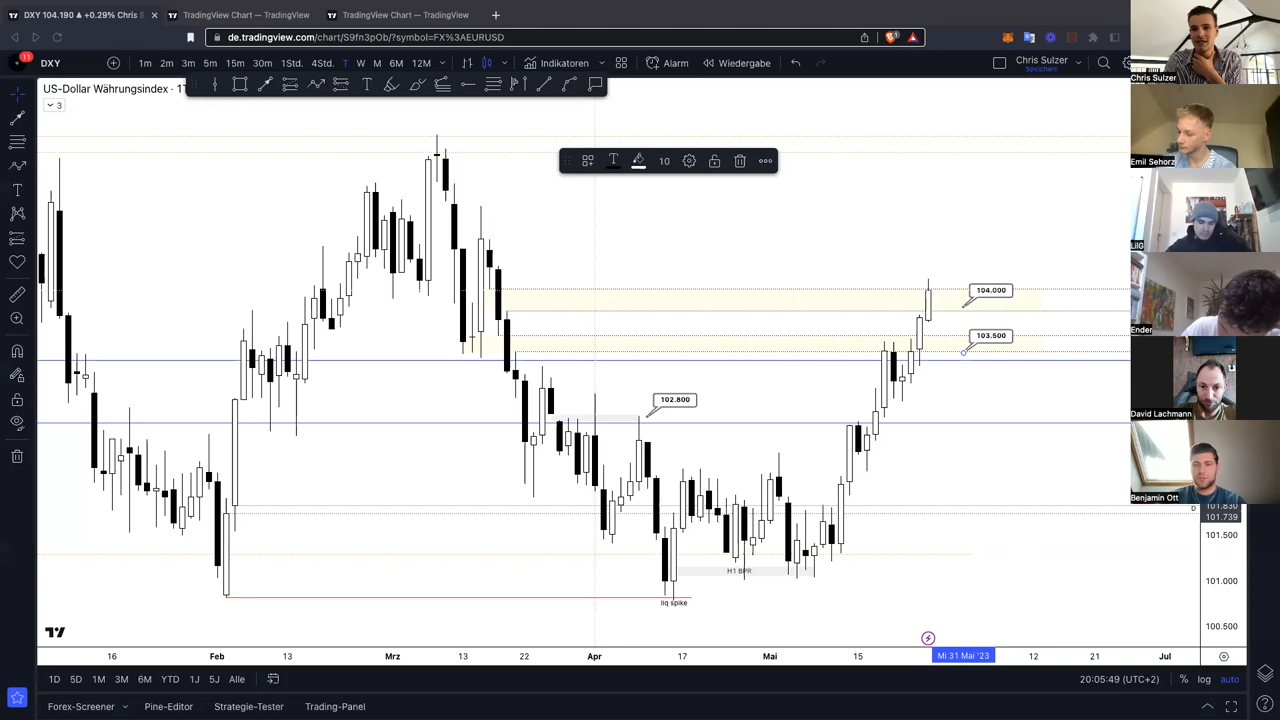 DXY 104.190 ▲ +0.29% Chris S
TradingView Chart — TradingView
TradingView Chart — TradingView
de.tradingview.com/chart/S9fn3pOb/?symbol=FX%3AEURUSD
11
DXY
1m 2m 3m 5m 15m 30m 1Std. 4Std. T W M 6M 12M
Indikatoren
Alarm
Wiedergabe
Chris Sulzer
Speichern
US-Dollar Währungsindex · 1T
3
10
104.000
103.500
102.800
H1 BPR
liq spike
Chris Sulzer
Emil Sehorz
LilG
Ender
David Lachmann
Benjamin Ott
D
101.830
101.739
101.500
101.000
100.500
16 Feb 13 Mrz 13 22 Apr 17 Mai 15 Mi 31 Mai '23 12 21 Jul
1D 5D 1M 3M 6M YTD 1J 5J Alle
20:05:49 (UTC+2)
% log auto
Forex-Screener Pine-Editor Strategie-Tester Trading-Panel